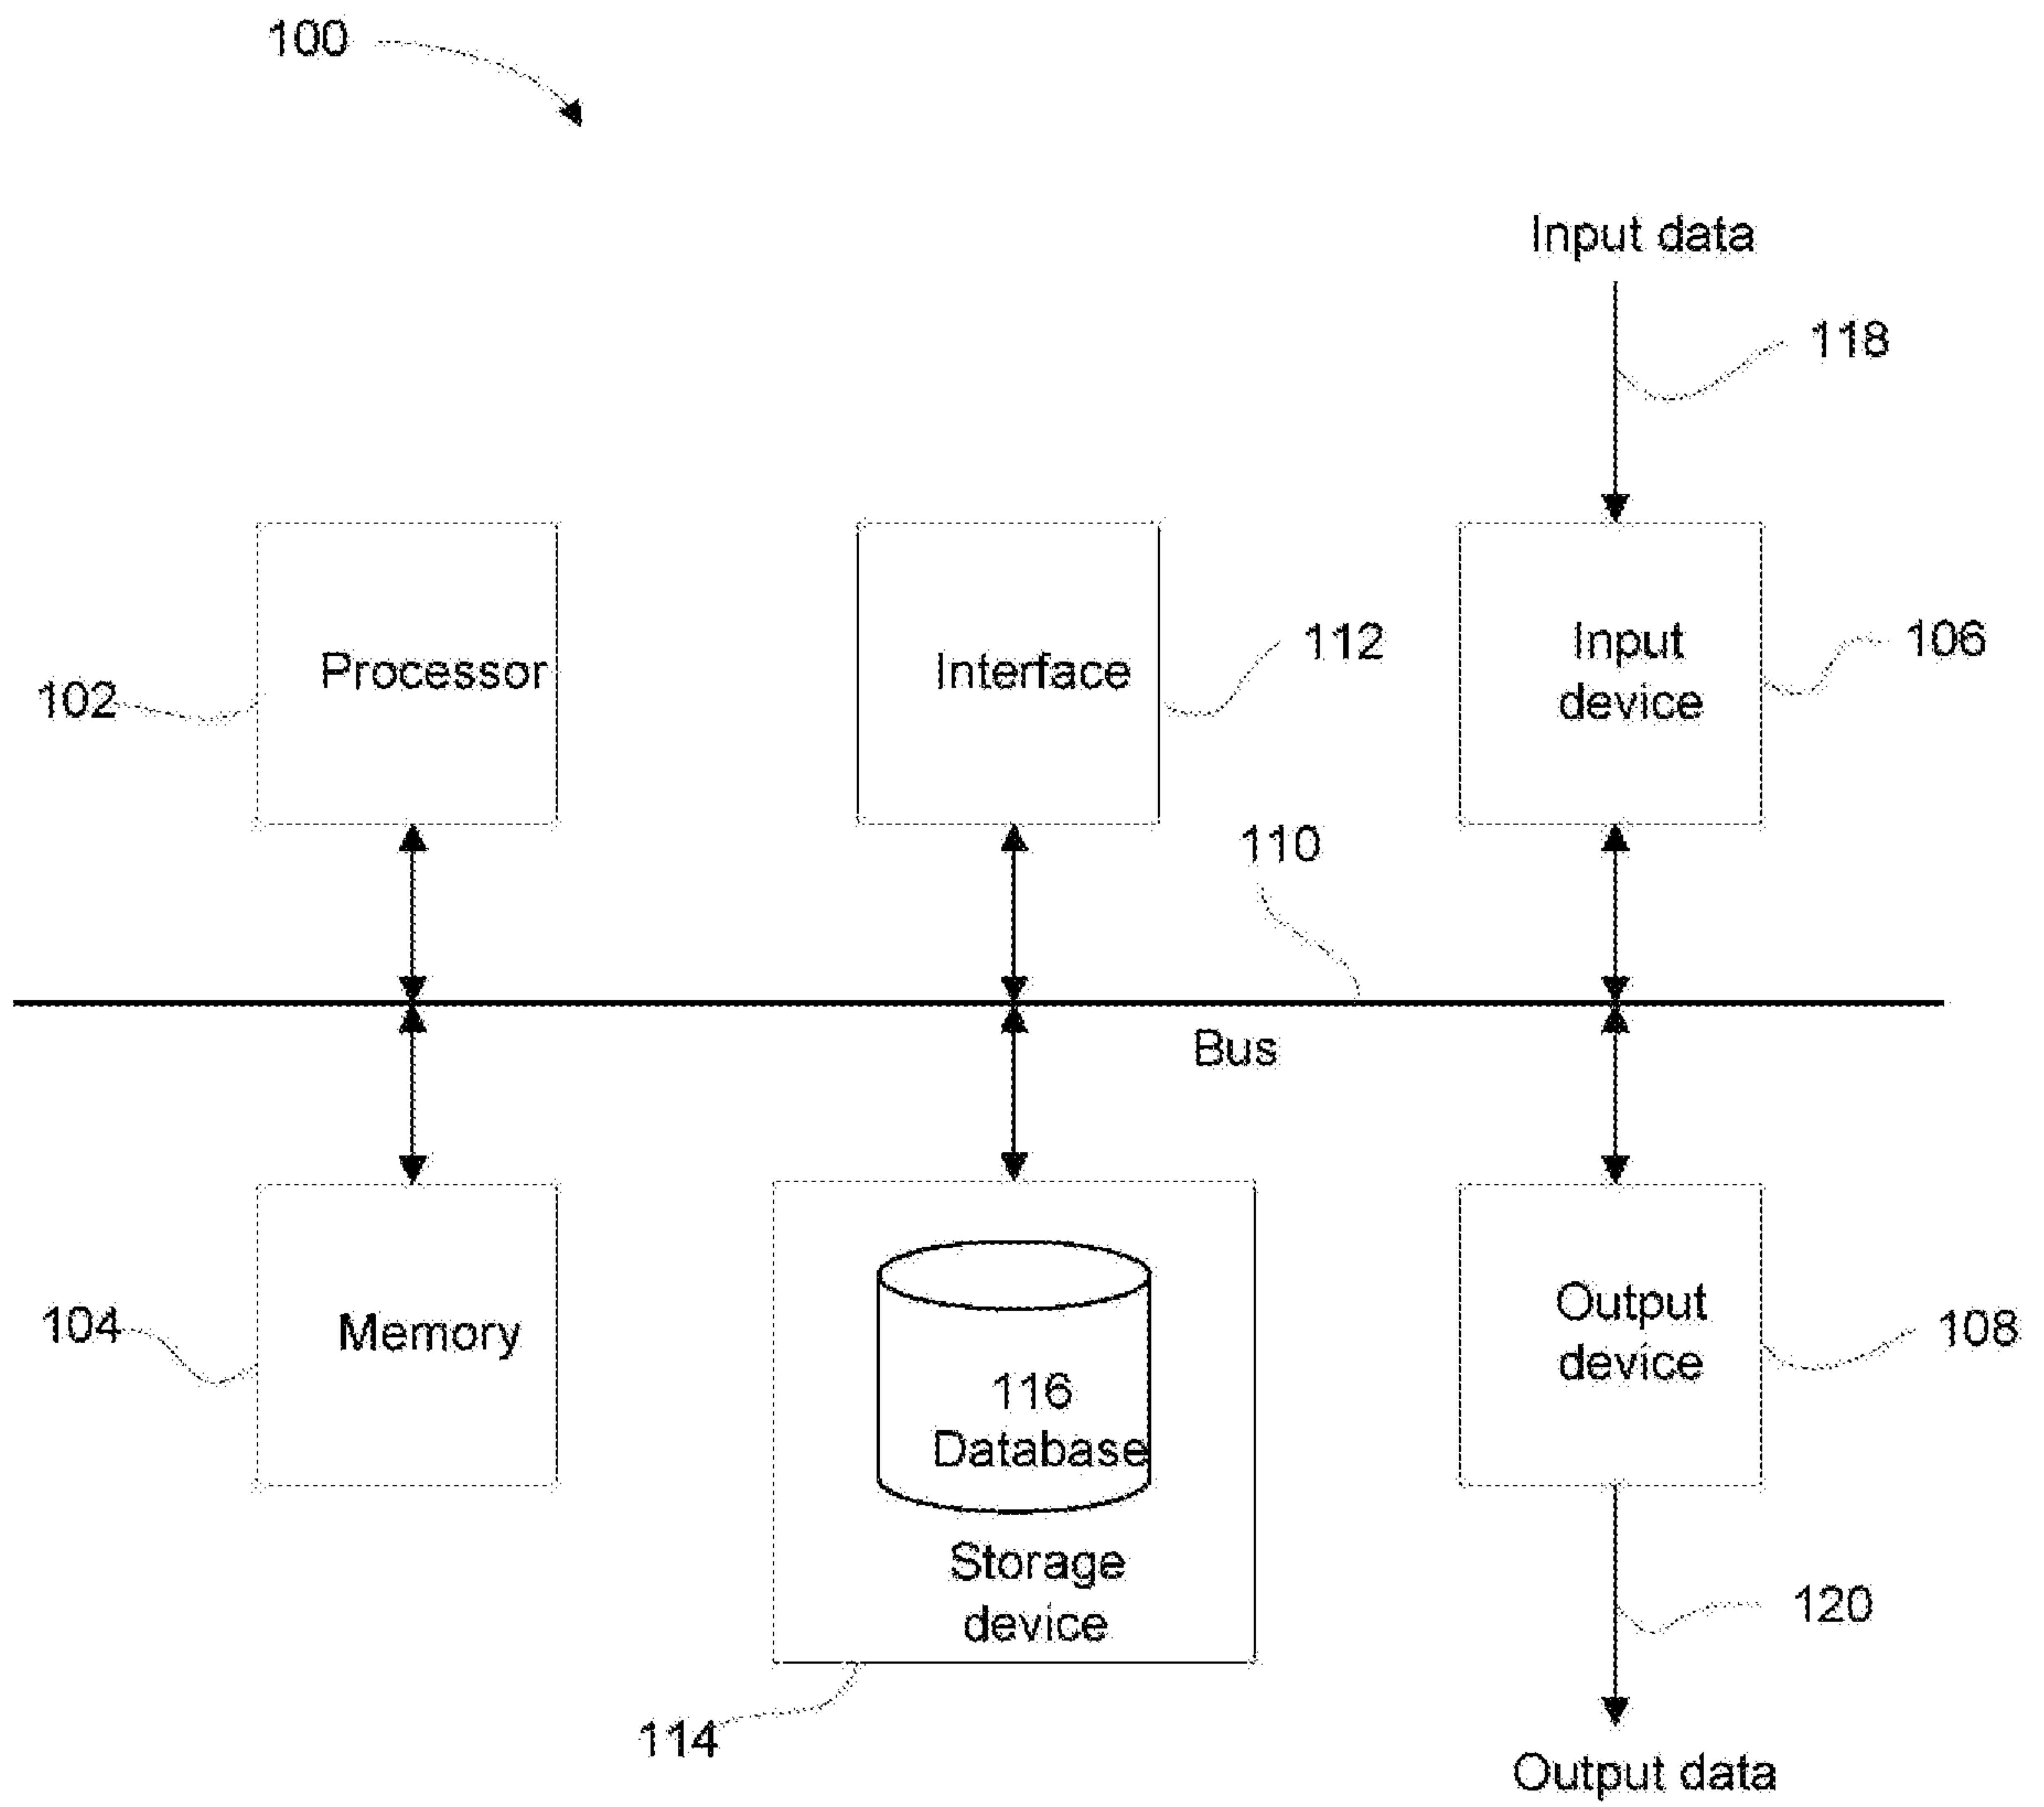 100
Input data
118
Processor
102
Interface
112
Input
device
106
110
Bus
Memory
104
116
Database
Storage
device
114
Output
device
108
120
Output data